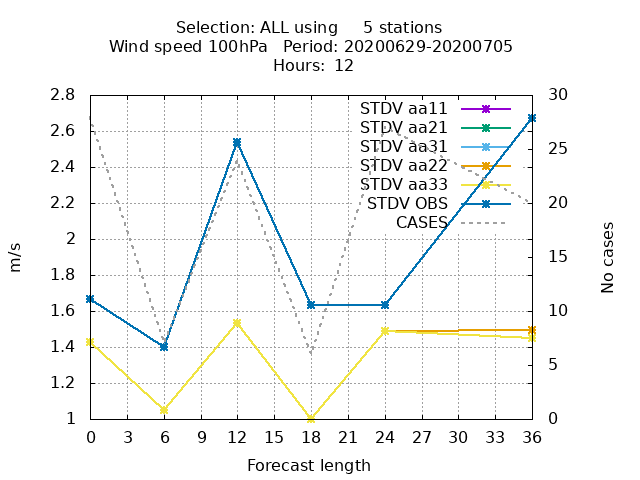 Selection: ALL using     5 stations
Wind speed 100hPa   Period: 20200629-20200705
Hours: 12
2.8
2.6
2.4
2.2
2
1.8
1.6
1.4
1.2
1
m/s
30
25
20
15
10
5
0
No cases
STDV aa11
STDV aa21
STDV aa31
STDV aa22
STDV aa33
STDV OBS
CASES
0 3 6 9 12 15 18 21 24 27 30 33 36
Forecast length